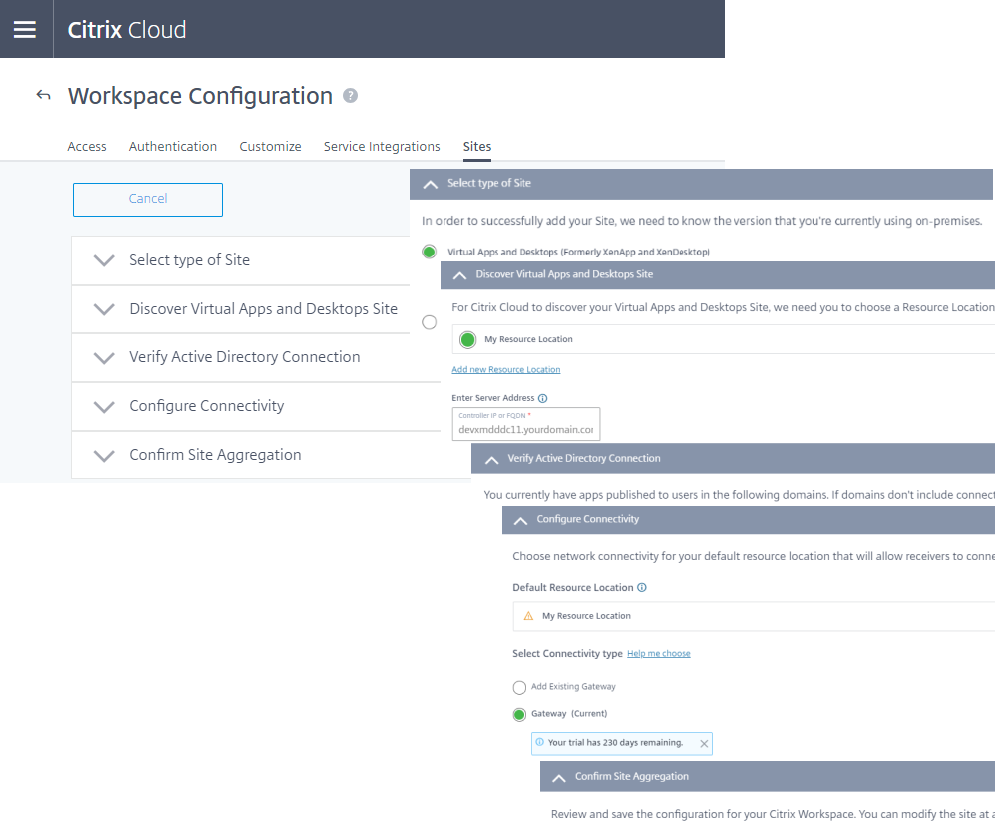 Citrix Cloud
Workspace Configuration ?
Access Authentication Customize Service Integrations Sites
Cancel
Select type of Site
Discover Virtual Apps and Desktops Site
Verify Active Directory Connection
Configure Connectivity
Confirm Site Aggregation
Select type of Site
In order to successfully add your Site, we need to know the version that you're currently using on-premises.
Virtual Apps and Desktops (Formerly XenApp and XenDesktop)
Discover Virtual Apps and Desktops Site
For Citrix Cloud to discover your Virtual Apps and Desktops Site, we need you to choose a Resource Location
My Resource Location
Add new Resource Location
Enter Server Address
Controller IP or FQDN *
devxmdddc11.yourdomain.cor
Verify Active Directory Connection
You currently have apps published to users in the following domains. If domains don't include connect
Configure Connectivity
Choose network connectivity for your default resource location that will allow receivers to conne
Default Resource Location
My Resource Location
Select Connectivity type Help me choose
Add Existing Gateway
Gateway (Current)
Your trial has 230 days remaining.
Confirm Site Aggregation
Review and save the configuration for your Citrix Workspace. You can modify the site at a